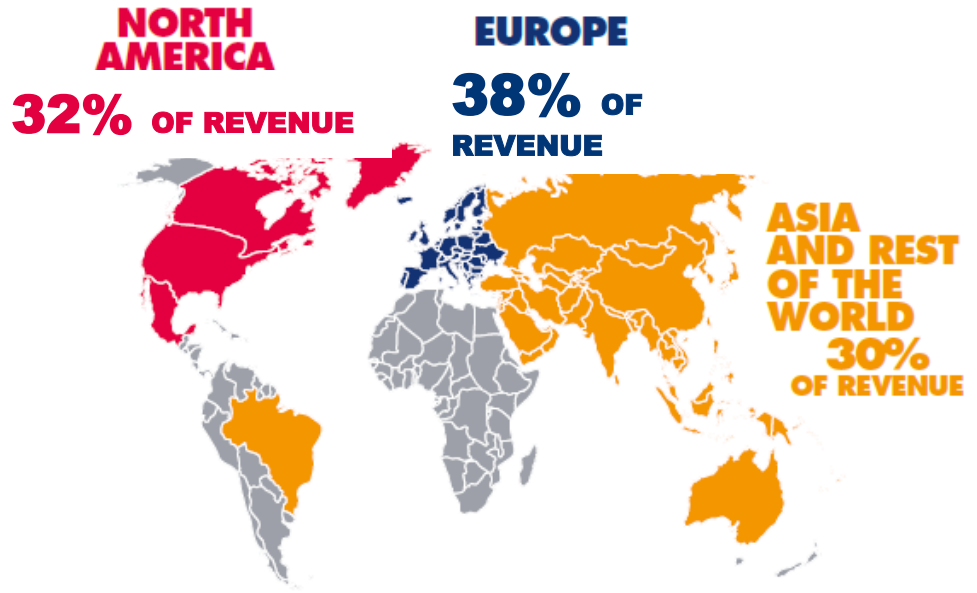 NORTH
AMERICA
32% OF REVENUE
EUROPE
38% OF
REVENUE
ASIA
AND REST
OF THE
WORLD
30%
OF REVENUE